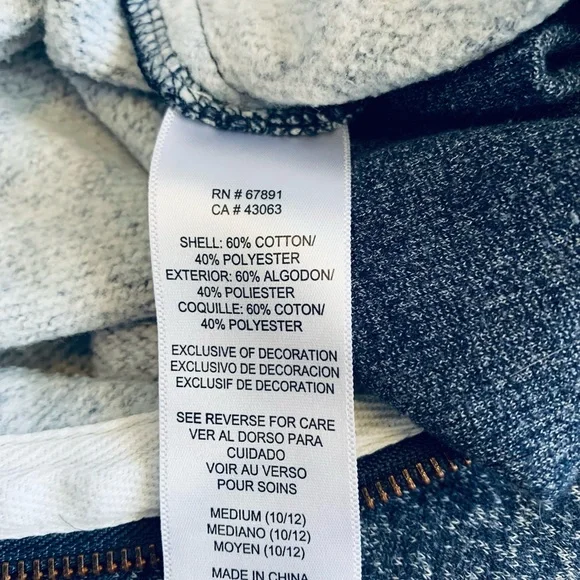 RN # 67891
CA # 43063
SHELL: 60% COTTON/
40% POLYESTER
EXTERIOR: 60% ALGODON/
40% POLIESTER
COQUILLE: 60% COTON/
40% POLYESTER
EXCLUSIVE OF DECORATION
EXCLUSIVO DE DECORACION
EXCLUSIF DE DECORATION
SEE REVERSE FOR CARE
VER AL DORSO PARA
CUIDADO
VOIR AU VERSO
POUR SOINS
MEDIUM (10/12)
MEDIANO (10/12)
MOYEN (10/12)
MADE IN CHINA